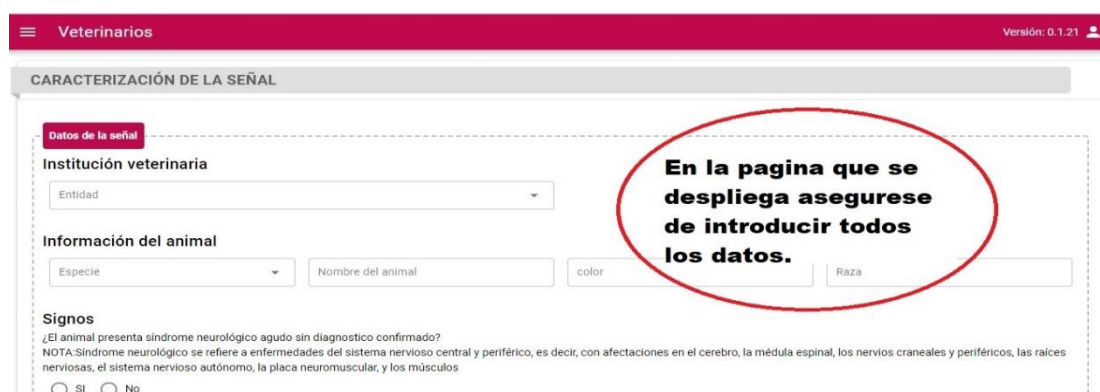 Veterinarios
Versión: 0.1.21
CARACTERIZACIÓN DE LA SEÑAL
Datos de la señal
Institución veterinaria
Entidad
En la pagina que se
despliega asegurese
de introducir todos
los datos.
Información del animal
Especie
Nombre del animal
color
Raza
Signos
¿El animal presenta síndrome neurológico agudo sin diagnostico confirmado?
NOTA:Síndrome neurológico se refiere a enfermedades del sistema nervioso central y periférico, es decir, con afectaciones en el cerebro, la médula espinal, los nervios craneales y periféricos, las raíces
nerviosas, el sistema nervioso autónomo, la placa neuromuscular, y los músculos
SI
No